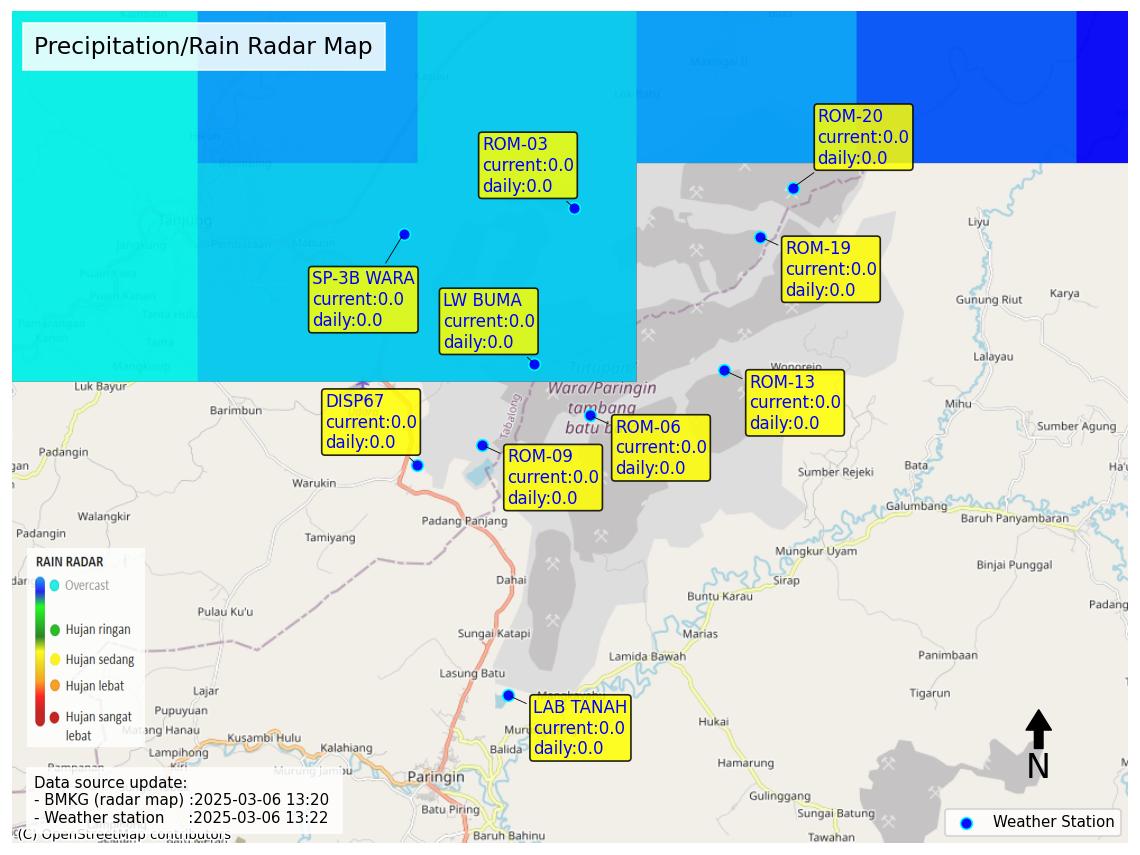 Precipitation/Rain Radar Map
ROM-20
current:0.0
daily:0.0
ROM-03
current:0.0
daily:0.0
ROM-19
current:0.0
daily:0.0
SP-3B WARA
current:0.0
daily:0.0
LW BUMA
current:0.0
daily:0.0
Tanjung
Liyu
Gunung Riut
Karya
Lalayau
Wonorejo
Mihu
Luk Bayur
Barimbun
Tutupan
Wara/Paringin
tambang
batu b
Tabalong
ROM-13
current:0.0
daily:0.0
DISP67
current:0.0
daily:0.0
ROM-06
current:0.0
daily:0.0
ROM-09
current:0.0
daily:0.0
Sumber Agung
Padangin
Bata
Sumber Rejeki
Warukin
Galumbang
Walangkir
Padang Panjang
Baruh Panyambaran
Padangin
Tamiyang
Mungkur Uyam
Binjai Punggal
Dahai
Sirap
Buntu Karau
Padang
Pulau Ku'u
Sungai Katapi
Marias
Lamida Bawah
Panimbaan
Lasung Batu
Tigarun
Lajar
Pupuyuan
Hukai
Matang Hanau
Kusambi Hulu
Lampihong
Kalahiang
Balida
Hamarung
Murung Jambu
Paringin
Gulinggang
Batu Piring
Sungai Batung
Baruh Bahinu
Tawahan
LAB TANAH
current:0.0
daily:0.0
RAIN RADAR
Overcast
Hujan ringan
Hujan sedang
Hujan lebat
Hujan sangat
lebat
N
Data source update:
- BMKG (radar map) :2025-03-06 13:20
- Weather station :2025-03-06 13:22
(C) OpenStreetMap contributors
Weather Station